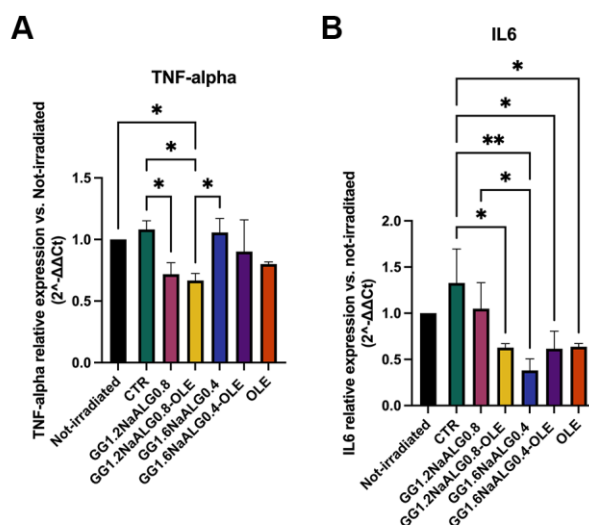 A
TNF-alpha
TNF-alpha relative expression vs. Not-irradiated
(2^-ΔΔCt)
*
*
*
*
1.5
1.0
0.5
0.0
Not-irradiated
CTR
GG1.2NaALG0.8
GG1.2NaALG0.8-OLE
GG1.6NaALG0.4
GG1.6NaALG0.4-OLE
OLE
B
IL6
IL6 relative expression vs. not-irraditaed
(2^-ΔΔCt)
*
*
**
*
*
2.0
1.5
1.0
0.5
0.0
Not-irradiated
CTR
GG1.2NaALG0.8
GG1.2NaALG0.8-OLE
GG1.6NaALG0.4
GG1.6NaALG0.4-OLE
OLE